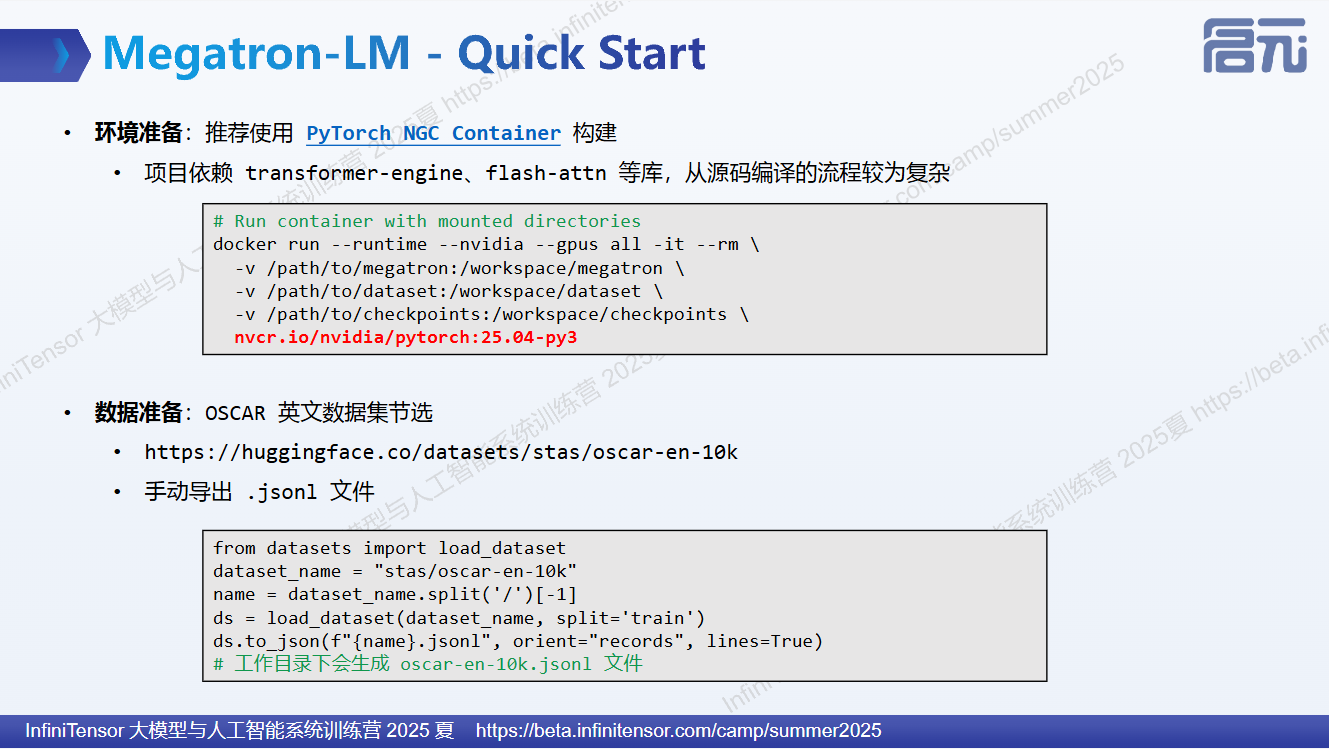 Megatron-LM - Quick Start
启元
• 环境准备：推荐使用 PyTorch NGC Container 构建
• 项目依赖 transformer-engine、flash-attn 等库，从源码编译的流程较为复杂
# Run container with mounted directories
docker run --runtime --nvidia --gpus all -it --rm \
  -v /path/to/megatron:/workspace/megatron \
  -v /path/to/dataset:/workspace/dataset \
  -v /path/to/checkpoints:/workspace/checkpoints \
  nvcr.io/nvidia/pytorch:25.04-py3
• 数据准备：OSCAR 英文数据集节选
• https://huggingface.co/datasets/stas/oscar-en-10k
• 手动导出 .jsonl 文件
from datasets import load_dataset
dataset_name = "stas/oscar-en-10k"
name = dataset_name.split('/')[-1]
ds = load_dataset(dataset_name, split='train')
ds.to_json(f"{name}.jsonl", orient="records", lines=True)
# 工作目录下会生成 oscar-en-10k.jsonl 文件
InfiniTensor 大模型与人工智能系统训练营 2025 夏 https://beta.infinitensor.com/camp/summer2025